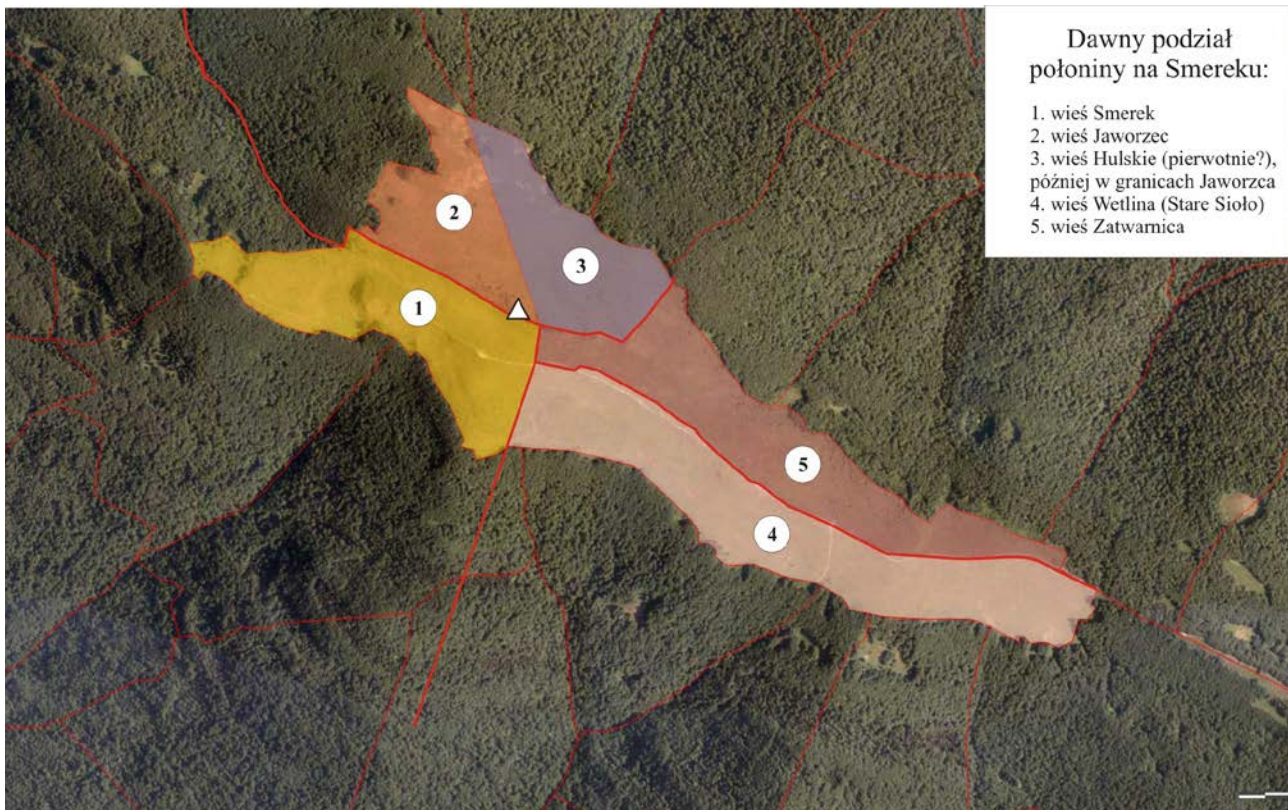 Dawny podział
połoniny na Smereku:
1. wieś Smerek
2. wieś Jaworzec
3. wieś Hulskie (pierwotnie?),
później w granicach Jaworzca
4. wieś Wetlina (Stare Sioło)
5. wieś Zatwarnica
2
3
1
5
4